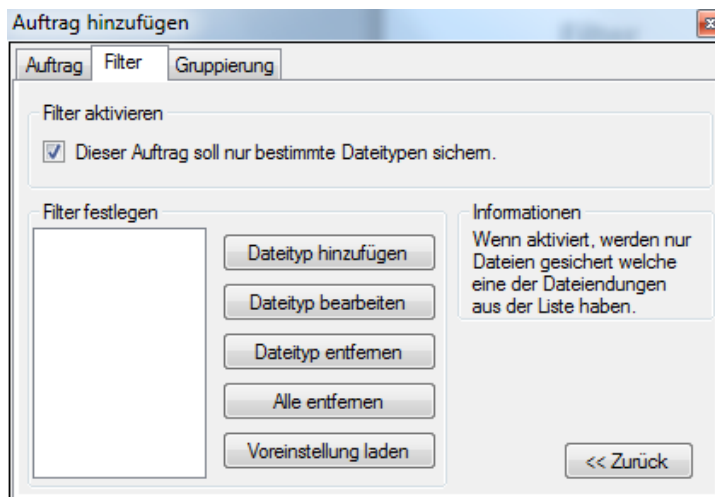 Auftrag hinzufügen
Auftrag
Filter
Gruppierung
Filter aktivieren
Dieser Auftrag soll nur bestimmte Dateitypen sichern.
Filter festlegen
Dateityp hinzufügen
Dateityp bearbeiten
Dateityp entfernen
Alle entfernen
Voreinstellung laden
Informationen
Wenn aktiviert, werden nur
Dateien gesichert welche
eine der Dateiendungen
aus der Liste haben.
<< Zurück